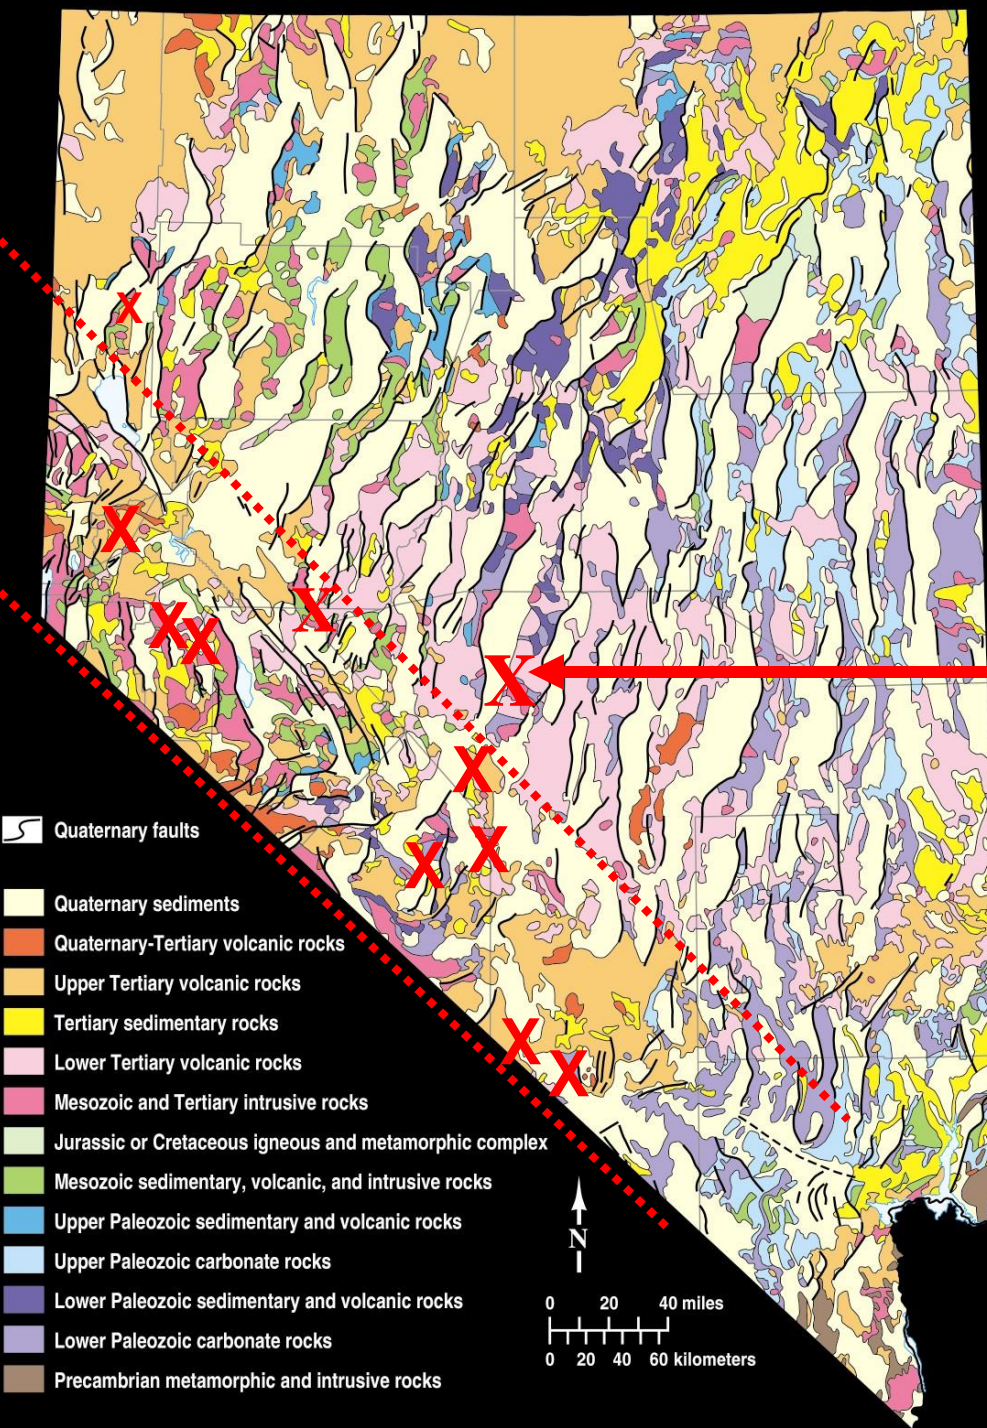 X
X
X
X
X
X
X
X
X
X
X
Quaternary faults
Quaternary sediments
Quaternary-Tertiary volcanic rocks
Upper Tertiary volcanic rocks
Tertiary sedimentary rocks
Lower Tertiary volcanic rocks
Mesozoic and Tertiary intrusive rocks
Jurassic or Cretaceous igneous and metamorphic complex
Mesozoic sedimentary, volcanic, and intrusive rocks
Upper Paleozoic sedimentary and volcanic rocks
Upper Paleozoic carbonate rocks
Lower Paleozoic sedimentary and volcanic rocks
Lower Paleozoic carbonate rocks
Precambrian metamorphic and intrusive rocks
N
0 20 40 miles
0 20 40 60 kilometers